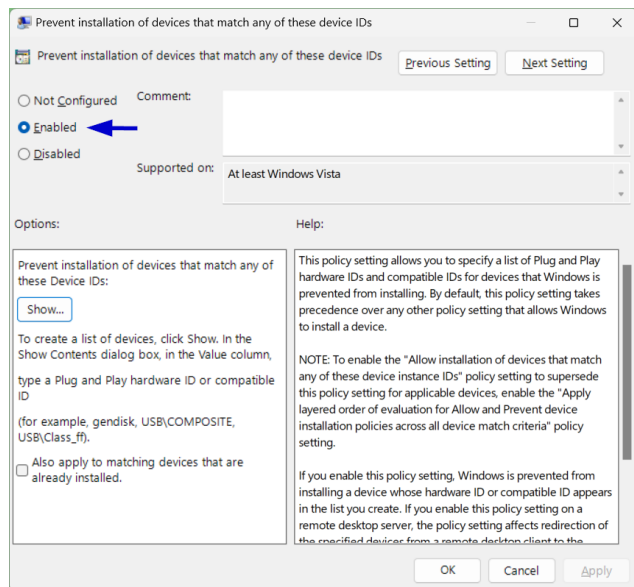 Prevent installation of devices that match any of these device IDs
Prevent installation of devices that match any of these device IDs
Previous Setting
Next Setting
Not Configured
Comment:
Enabled
Disabled
Supported on:
At least Windows Vista
Options:
Help:
Prevent installation of devices that match any of
these Device IDs:
Show...
To create a list of devices, click Show. In the
Show Contents dialog box, in the Value column,
type a Plug and Play hardware ID or compatible
ID
(for example, gendisk, USB\COMPOSITE,
USB\Class_ff).
Also apply to matching devices that are
already installed.
This policy setting allows you to specify a list of Plug and Play
hardware IDs and compatible IDs for devices that Windows is
prevented from installing. By default, this policy setting takes
precedence over any other policy setting that allows Windows
to install a device.
NOTE: To enable the "Allow installation of devices that match
any of these device instance IDs" policy setting to supersede
this policy setting for applicable devices, enable the "Apply
layered order of evaluation for Allow and Prevent device
installation policies across all device match criteria" policy
setting.
If you enable this policy setting, Windows is prevented from
installing a device whose hardware ID or compatible ID appears
in the list you create. If you enable this policy setting on a
remote desktop server, the policy setting affects redirection of
the specified devices from a remote desktop client to the
OK
Cancel
Apply